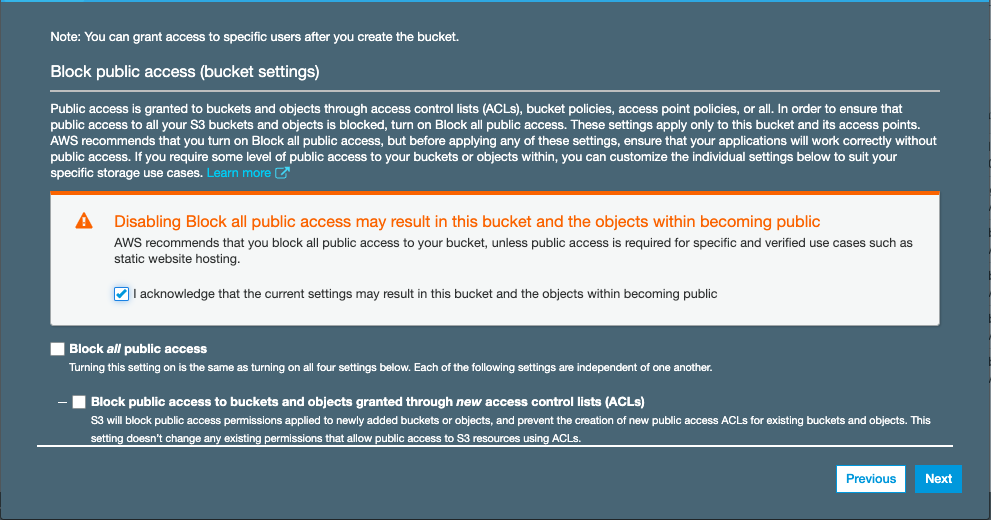 Note: You can grant access to specific users after you create the bucket.
Block public access (bucket settings)
Public access is granted to buckets and objects through access control lists (ACLs), bucket policies, access point policies, or all. In order to ensure that
public access to all your S3 buckets and objects is blocked, turn on Block all public access. These settings apply only to this bucket and its access points.
AWS recommends that you turn on Block all public access, but before applying any of these settings, ensure that your applications will work correctly without
public access. If you require some level of public access to your buckets or objects within, you can customize the individual settings below to suit your
specific storage use cases. Learn more
Disabling Block all public access may result in this bucket and the objects within becoming public
AWS recommends that you block all public access to your bucket, unless public access is required for specific and verified use cases such as
static website hosting.
I acknowledge that the current settings may result in this bucket and the objects within becoming public
Block all public access
Turning this setting on is the same as turning on all four settings below. Each of the following settings are independent of one another.
Block public access to buckets and objects granted through new access control lists (ACLs)
S3 will block public access permissions applied to newly added buckets or objects, and prevent the creation of new public access ACLs for existing buckets and objects. This
setting doesn't change any existing permissions that allow public access to S3 resources using ACLs.
Previous Next